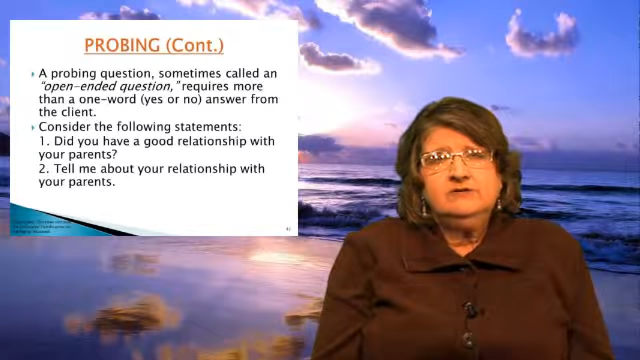 PROBING (Cont.)
A probing question, sometimes called an
"open-ended question," requires more
than a one-word (yes or no) answer from
the client.
Consider the following statements:
1. Did you have a good relationship with
your parents?
2. Tell me about your relationship with
your parents.